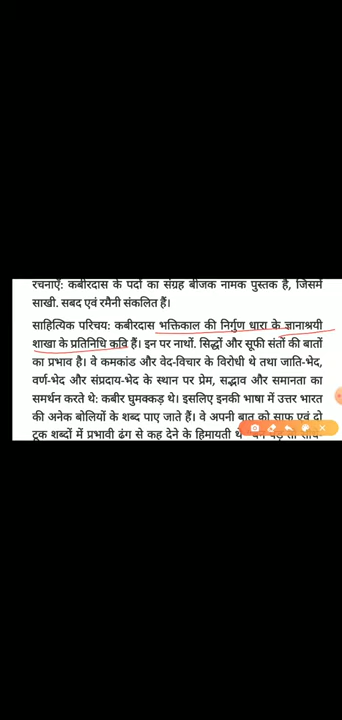 रचनाएँ: कबीरदास के पदों का संग्रह बीजक नामक पुस्तक है, जिसमें
साखी. सबद एवं रमैनी संकलित हैं।
साहित्यिक परिचय: कबीरदास भक्तिकाल की निर्गुण धारा के ज्ञानाश्रयी
शाखा के प्रतिनिधि कवि हैं। इन पर नाथों. सिद्धों और सूफी संतों की बातों
का प्रभाव है। वे कमकांड और वेद-विचार के विरोधी थे तथा जाति-भेद,
वर्ण-भेद और संप्रदाय-भेद के स्थान पर प्रेम, सद्भाव और समानता का
समर्थन करते थे: कबीर घुमक्कड़ थे। इसलिए इनकी भाषा में उत्तर भारत
की अनेक बोलियों के शब्द पाए जाते हैं। वे अपनी बात को साफ एवं दो
टूक शब्दों में प्रभावी ढंग से कह देने के हिमायती थे